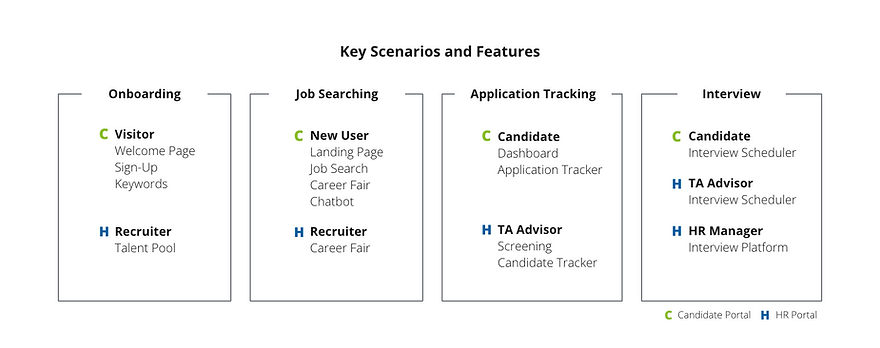 Key Scenarios and Features
Onboarding
C Visitor
Welcome Page
Sign-Up
Keywords
H Recruiter
Talent Pool
Job Searching
C New User
Landing Page
Job Search
Career Fair
Chatbot
H Recruiter
Career Fair
Application Tracking
C Candidate
Dashboard
Application Tracker
H TA Advisor
Screening
Candidate Tracker
Interview
C Candidate
Interview Scheduler
H TA Advisor
Interview Scheduler
H HR Manager
Interview Platform
C Candidate Portal H HR Portal